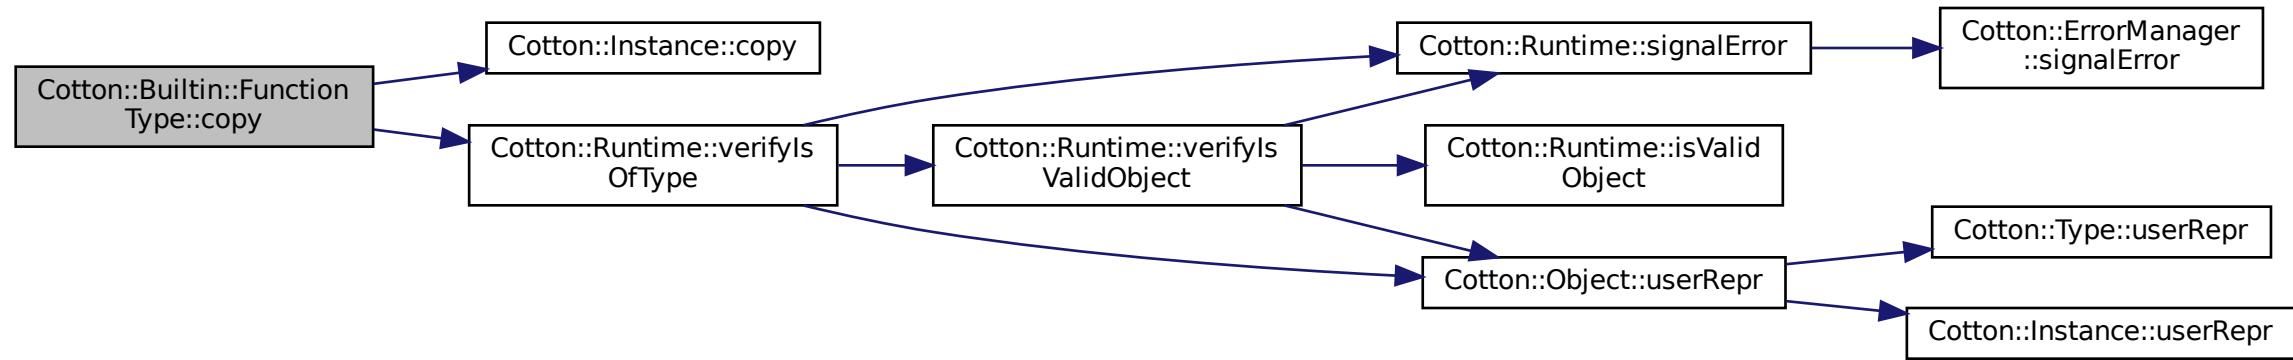 Cotton::Builtin::Function
Type::copy
Cotton::Instance::copy
Cotton::Runtime::verifyIs
OfType
Cotton::Runtime::verifyIs
ValidObject
Cotton::Runtime::signalError
Cotton::ErrorManager
::signalError
Cotton::Runtime::isValid
Object
Cotton::Object::userRepr
Cotton::Type::userRepr
Cotton::Instance::userRepr